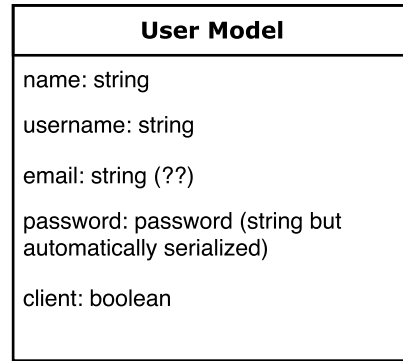 User Model
name: string
username: string
email: string (??)
password: password (string but
automatically serialized)
client: boolean